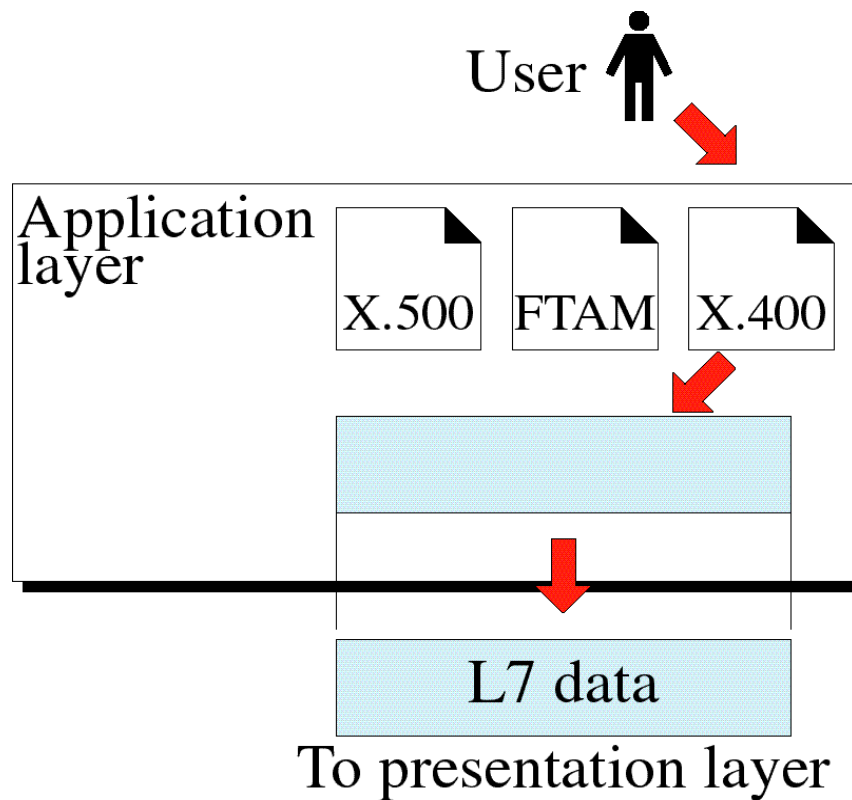 User
Application
layer
X.500 FTAM X.400
L7 data
To presentation layer